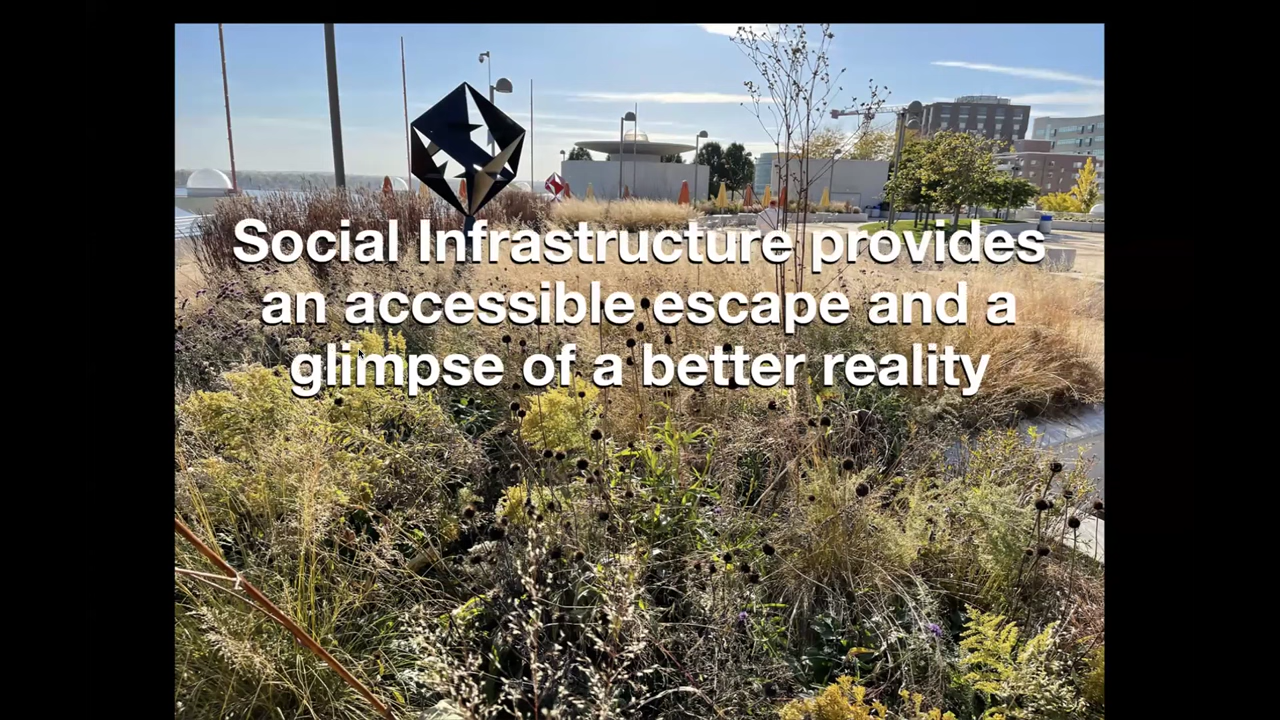 Social Infrastructure provides
an accessible escape and a
glimpse of a better reality